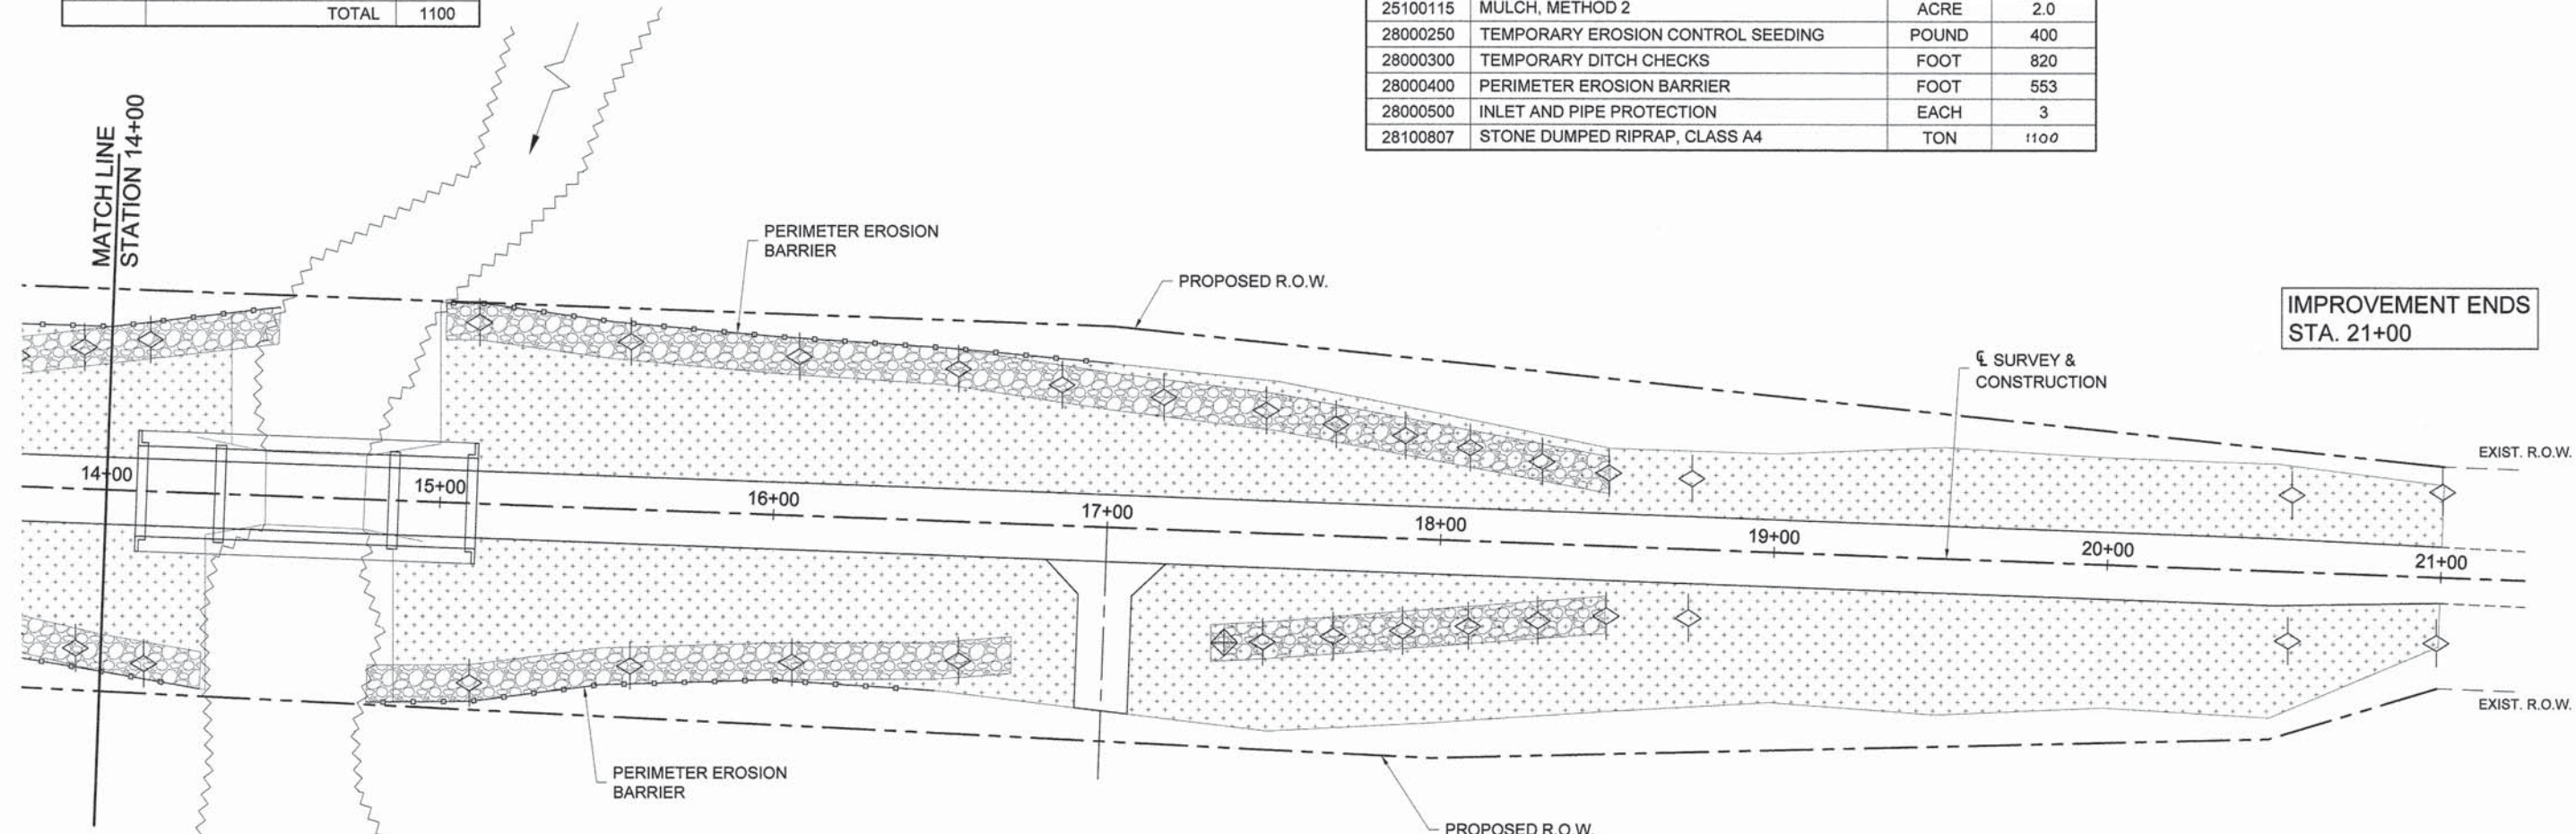 TOTAL 1100
25100115 MULCH, METHOD 2 ACRE 2.0
28000250 TEMPORARY EROSION CONTROL SEEDING POUND 400
28000300 TEMPORARY DITCH CHECKS FOOT 820
28000400 PERIMETER EROSION BARRIER FOOT 553
28000500 INLET AND PIPE PROTECTION EACH 3
28100807 STONE DUMPED RIPRAP, CLASS A4 TON 1100
MATCH LINE
STATION 14+00
PERIMETER EROSION
BARRIER
PROPOSED R.O.W.
IMPROVEMENT ENDS
STA. 21+00
℄ SURVEY &
CONSTRUCTION
EXIST. R.O.W.
14+00
15+00
16+00
17+00
18+00
19+00
20+00
21+00
EXIST. R.O.W.
PERIMETER EROSION
BARRIER
PROPOSED R.O.W.